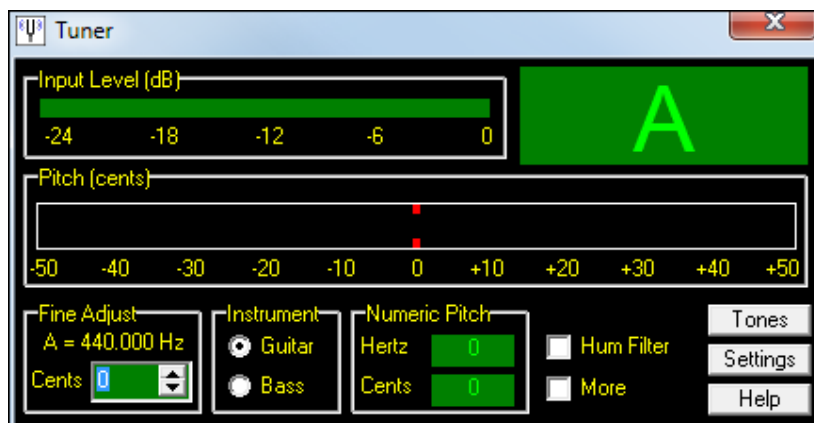 Tuner
Input Level (dB)
-24 -18 -12 -6 0
A
Pitch (cents)
-50 -40 -30 -20 -10 0 +10 +20 +30 +40 +50
Fine Adjust
A = 440.000 Hz
Cents 0
Instrument
Guitar
Bass
Numeric Pitch
Hertz 0
Cents 0
Hum Filter
More
Tones
Settings
Help